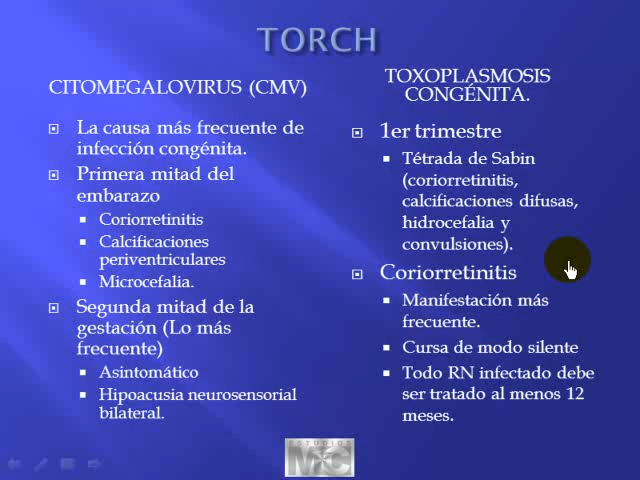 TORCH
CITOMEGALOVIRUS (CMV)
La causa más frecuente de
infección congénita.
Primera mitad del
embarazo
Coriorretinitis
Calcificaciones
periventriculares
Microcefalia.
Segunda mitad de la
gestación (Lo más
frecuente)
Asintomático
Hipoacusia neurosensorial
bilateral.
TOXOPLASMOSIS
CONGÉNITA.
1er trimestre
Tétrada de Sabin
(coriorretinitis,
calcificaciones difusas,
hidrocefalia y
convulsiones).
Coriorretinitis
Manifestación más
frecuente.
Cursa de modo silente
Todo RN infectado debe
ser tratado al menos 12
meses.
ESTUDIOS
MC